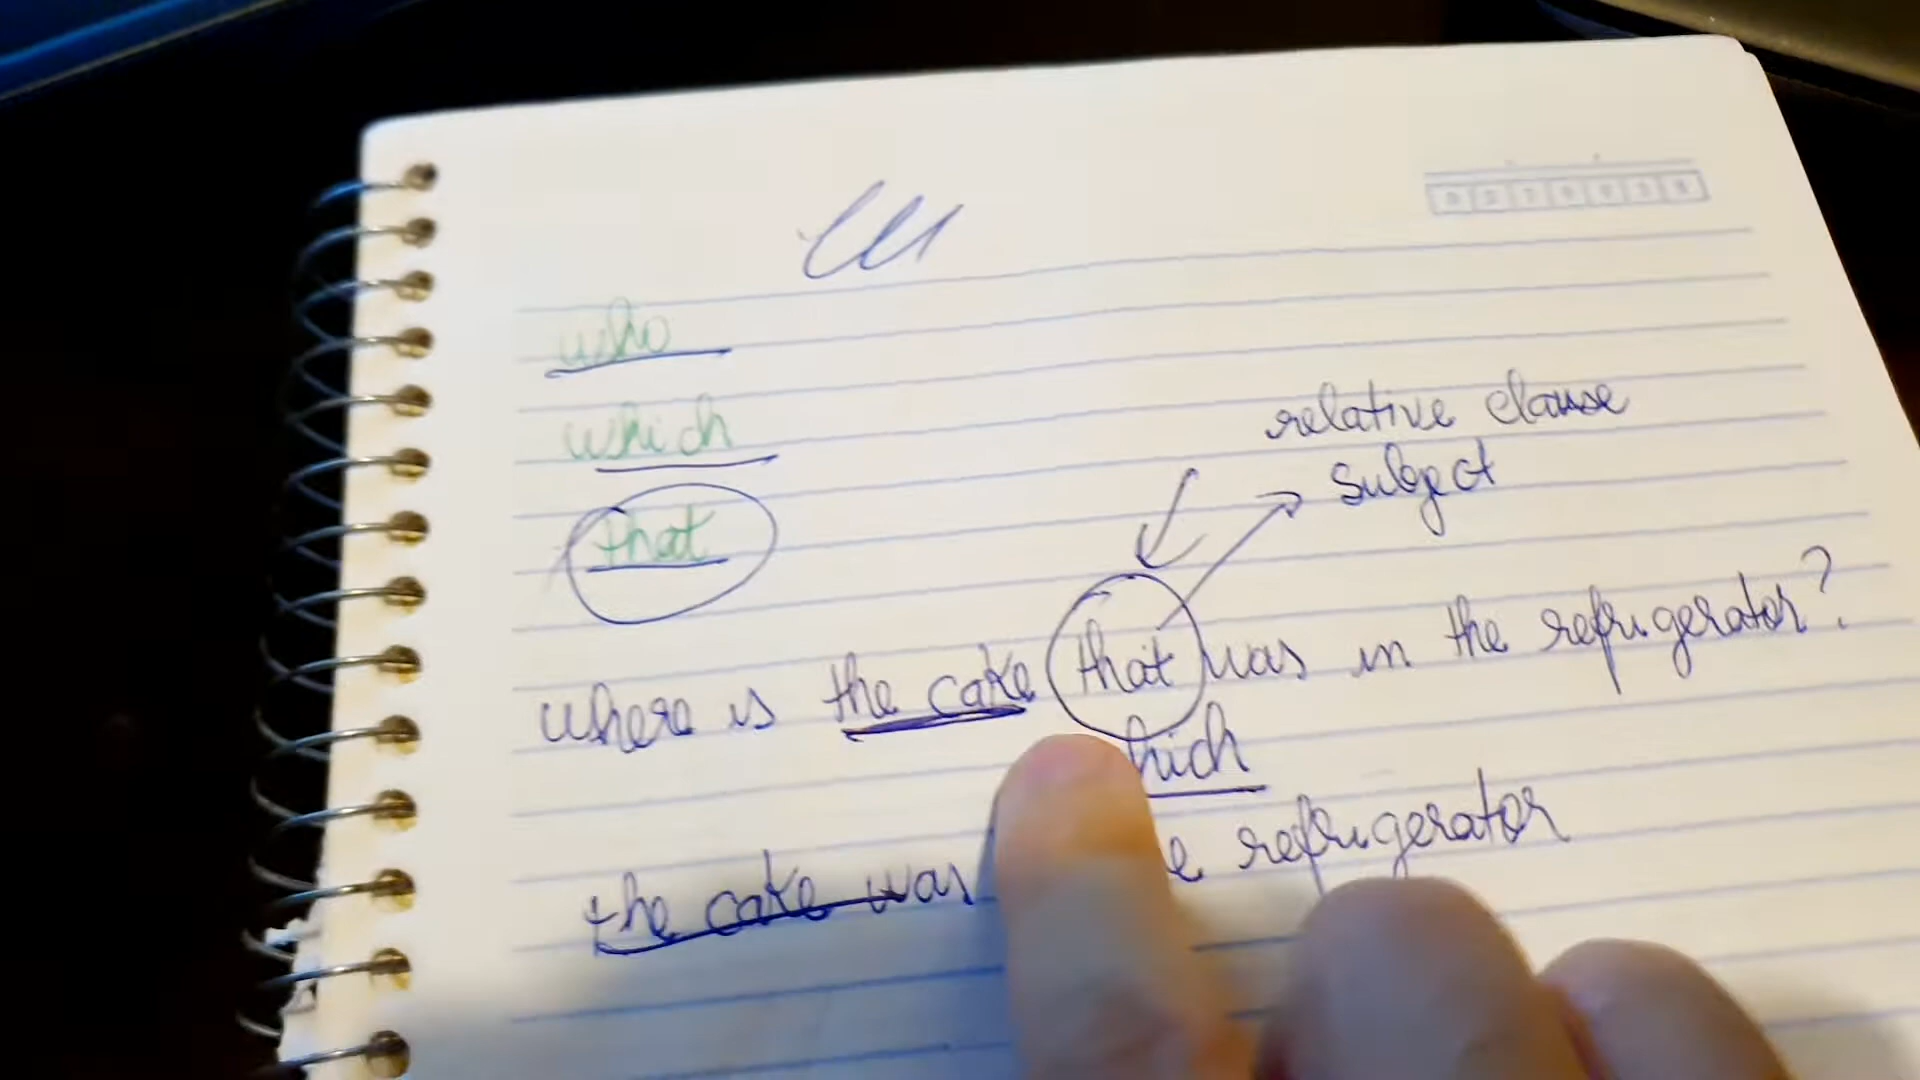 who
which
that
relative clause
subject
where is the cake that was in the refrigerator?
the cake was refrigerator